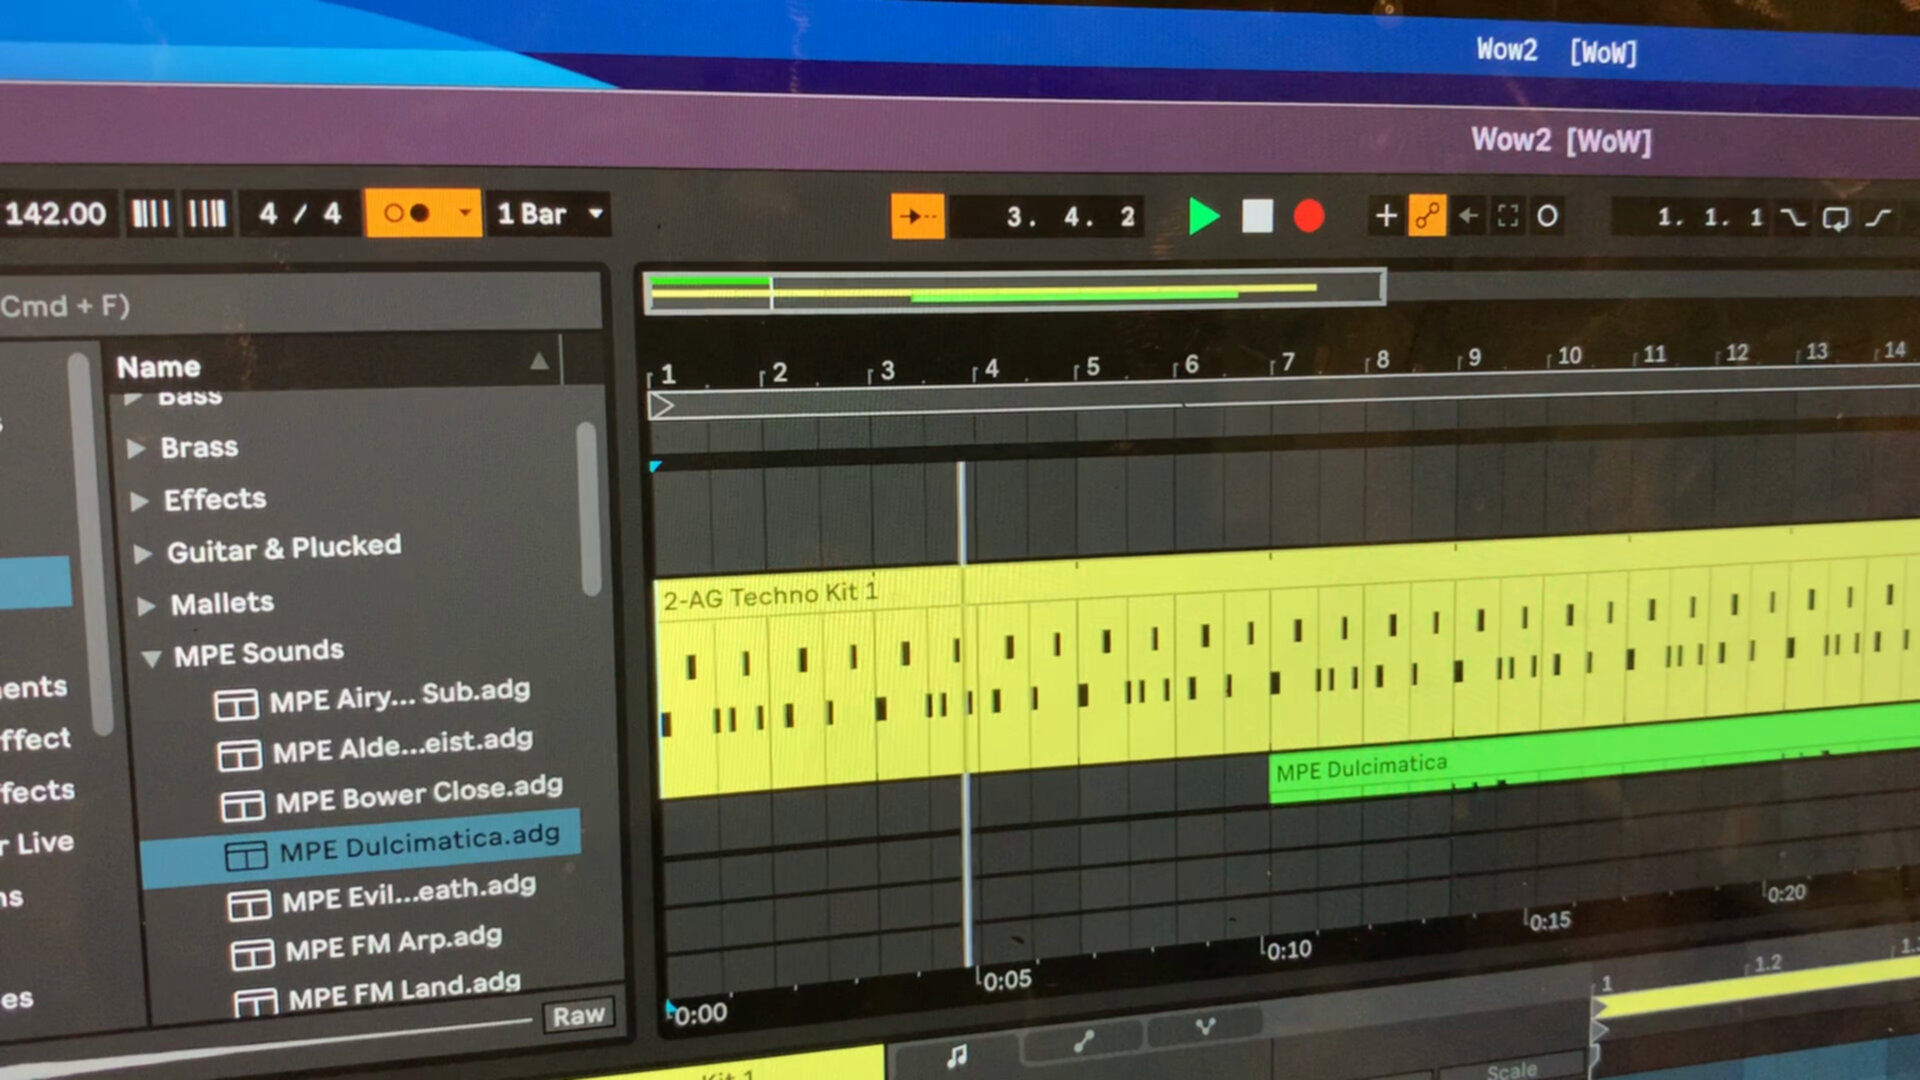 Wow2 [WoW]
Wow2 [WoW]
142.00 4 / 4 1 Bar 3. 4. 2 1. 1. 1
Cmd + F)
Name
Bass
Brass
Effects
Guitar & Plucked
Mallets
MPE Sounds
MPE Airy... Sub.adg
MPE Alde...eist.adg
MPE Bower Close.adg
MPE Dulcimatica.adg
MPE Evil...eath.adg
MPE FM Arp.adg
MPE FM Land.adg
Raw
ents
ffect
ffects
r Live
ns
es
1 2 3 4 5 6 7 8 9 10 11 12 13 14
2-AG Techno Kit 1
MPE Dulcimatica
0:00 0:05 0:10 0:15 0:20
1 1.2
Kit 1
Scale